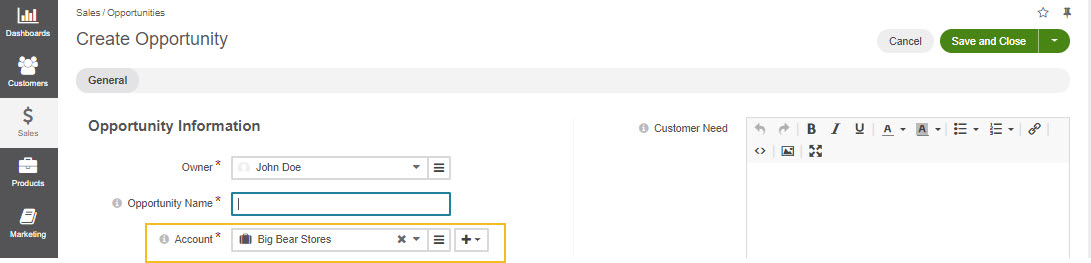 Dashboards
Customers
$
Sales
Products
Marketing
Sales / Opportunities
Create Opportunity
Cancel
Save and Close
General
Opportunity Information
Owner *
John Doe
Opportunity Name *
Account *
Big Bear Stores
Customer Need
B I U A A